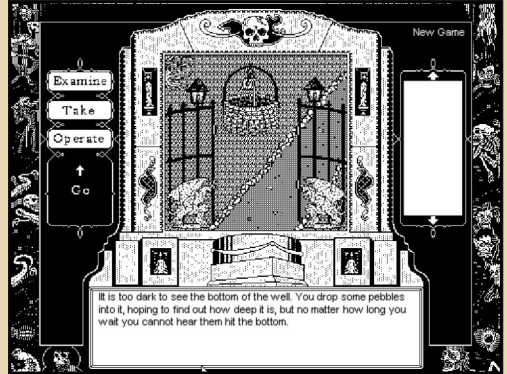 New Game
Examine
Take
Operate
Go
IIt is too dark to see the bottom of the well. You drop some pebbles
into it, hoping to find out how deep it is, but no matter how long you
wait you cannot hear them hit the bottom.